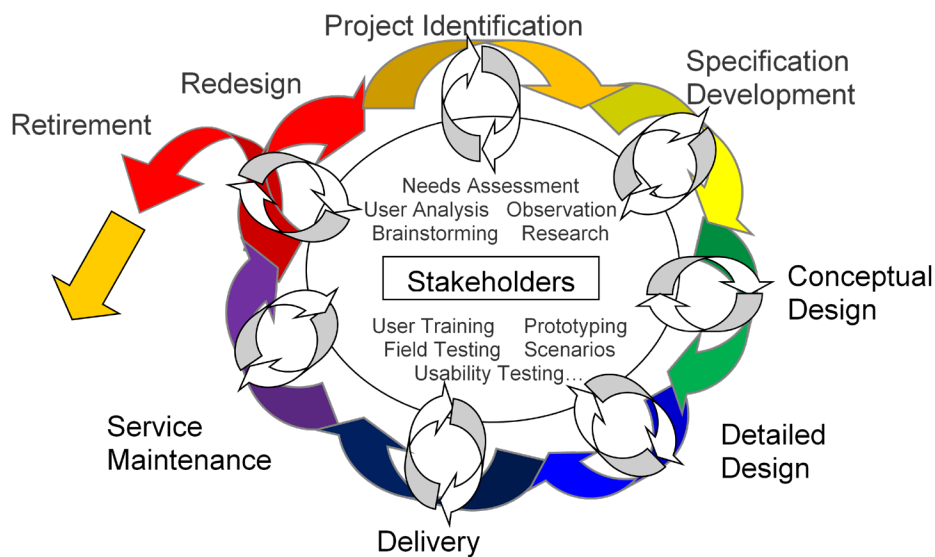 Project Identification
Specification
Development
Redesign
Retirement
Needs Assessment
User Analysis Observation
Brainstorming Research
Stakeholders
Conceptual
Design
User Training Prototyping
Field Testing Scenarios
Usability Testing...
Service
Maintenance
Detailed
Design
Delivery